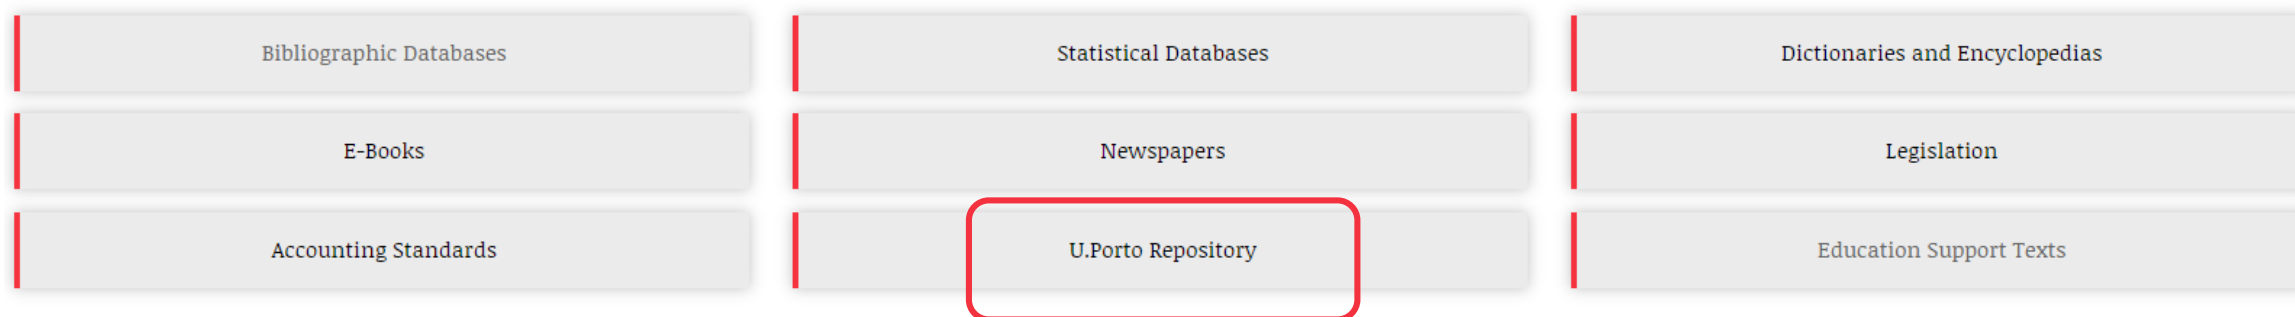 Bibliographic Databases
Statistical Databases
Dictionaries and Encyclopedias
E-Books
Newspapers
Legislation
Accounting Standards
U.Porto Repository
Education Support Texts